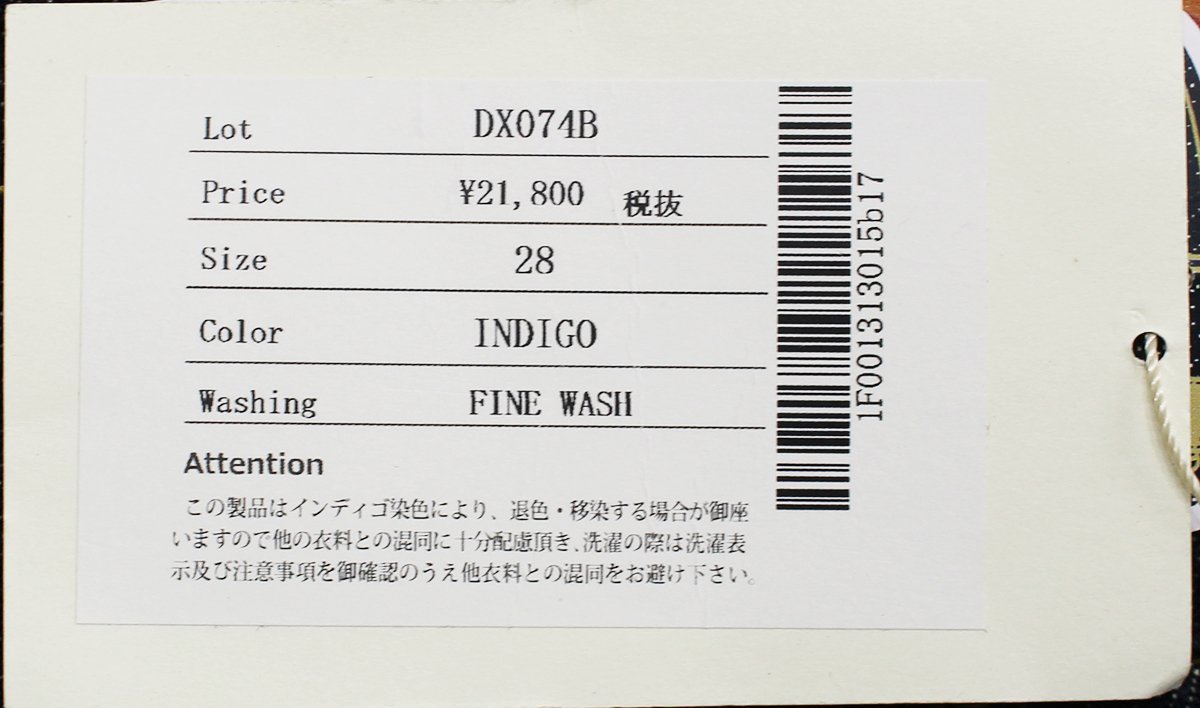 Lot DX074B
Price ¥21,800 税抜
Size 28
Color INDIGO
Washing FINE WASH
Attention
この製品はインディゴ染色により、退色・移染する場合が御座
いますので他の衣料との混同に十分配慮頂き、洗濯の際は洗濯表
示及び注意事項を御確認のうえ他衣料との混同をお避け下さい。
1F001313015b17